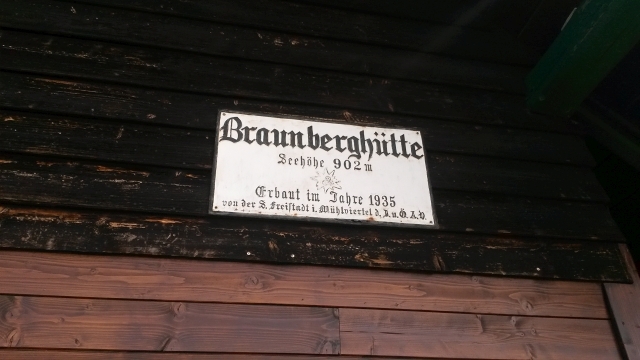 Braunberghütte
Seehöhe 902 m
Erbaut im Jahre 1935
von der S. Freistadt i. Mühlviertel d. D. u. Ö. A. V.